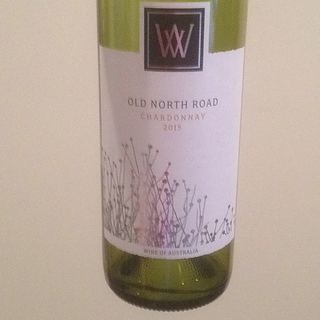 W
OLD NORTH ROAD
CHARDONNAY
2015
WINE OF AUSTRALIA